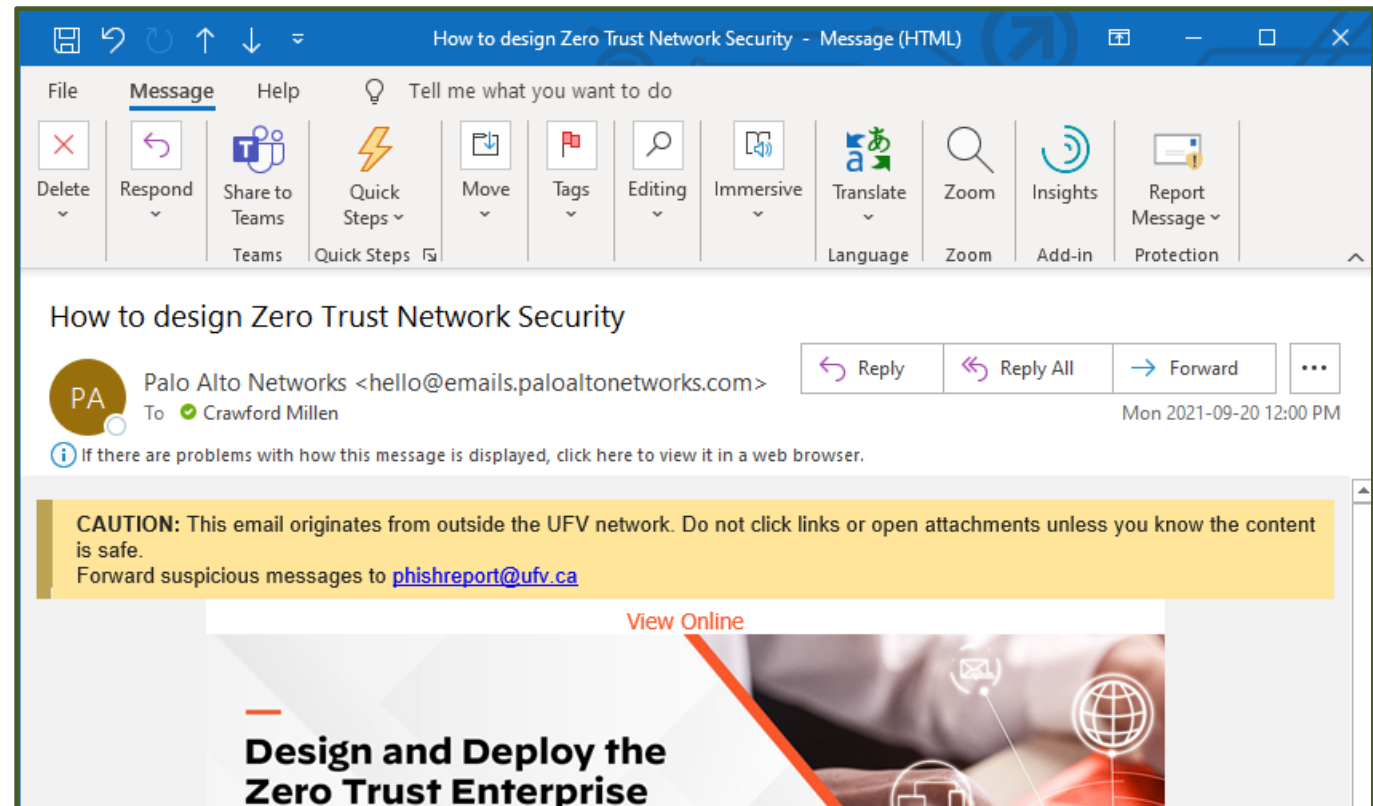 How to design Zero Trust Network Security - Message (HTML)
File Message Help Tell me what you want to do
Delete Respond Share to Teams Quick Steps Move Tags Editing Immersive Translate Zoom Insights Report Message
Teams Quick Steps Language Zoom Add-in Protection
How to design Zero Trust Network Security
PA
Palo Alto Networks <hello@emails.paloaltonetworks.com>
Reply Reply All Forward
To Crawford Millen
Mon 2021-09-20 12:00 PM
If there are problems with how this message is displayed, click here to view it in a web browser.
CAUTION: This email originates from outside the UFV network. Do not click links or open attachments unless you know the content
is safe.
Forward suspicious messages to phishreport@ufv.ca
View Online
Design and Deploy the
Zero Trust Enterprise